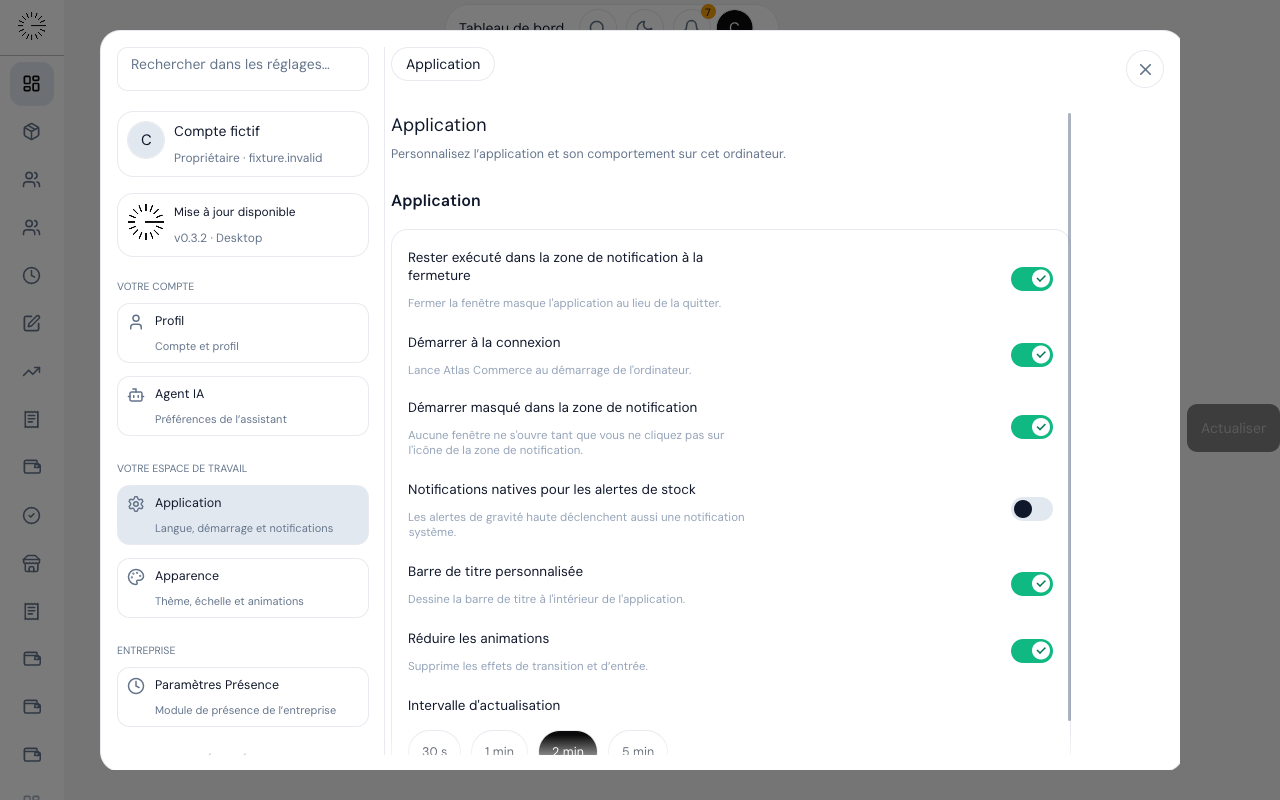 Tableau de bord
7
C
Rechercher dans les réglages...
C
Compte fictif
Propriétaire · fixture.invalid
Mise à jour disponible
v0.3.2 · Desktop
VOTRE COMPTE
Profil
Compte et profil
Agent IA
Préférences de l'assistant
VOTRE ESPACE DE TRAVAIL
Application
Langue, démarrage et notifications
Apparence
Thème, échelle et animations
ENTREPRISE
Paramètres Présence
Module de présence de l'entreprise
Application
Application
Personnalisez l'application et son comportement sur cet ordinateur.
Application
Rester exécuté dans la zone de notification à la
fermeture
Fermer la fenêtre masque l'application au lieu de la quitter.
Démarrer à la connexion
Lance Atlas Commerce au démarrage de l'ordinateur.
Démarrer masqué dans la zone de notification
Aucune fenêtre ne s'ouvre tant que vous ne cliquez pas sur
l'icône de la zone de notification.
Notifications natives pour les alertes de stock
Les alertes de gravité haute déclenchent aussi une notification
système.
Barre de titre personnalisée
Dessine la barre de titre à l'intérieur de l'application.
Réduire les animations
Supprime les effets de transition et d'entrée.
Intervalle d'actualisation
30 s
1 min
2 min
5 min
Actualiser